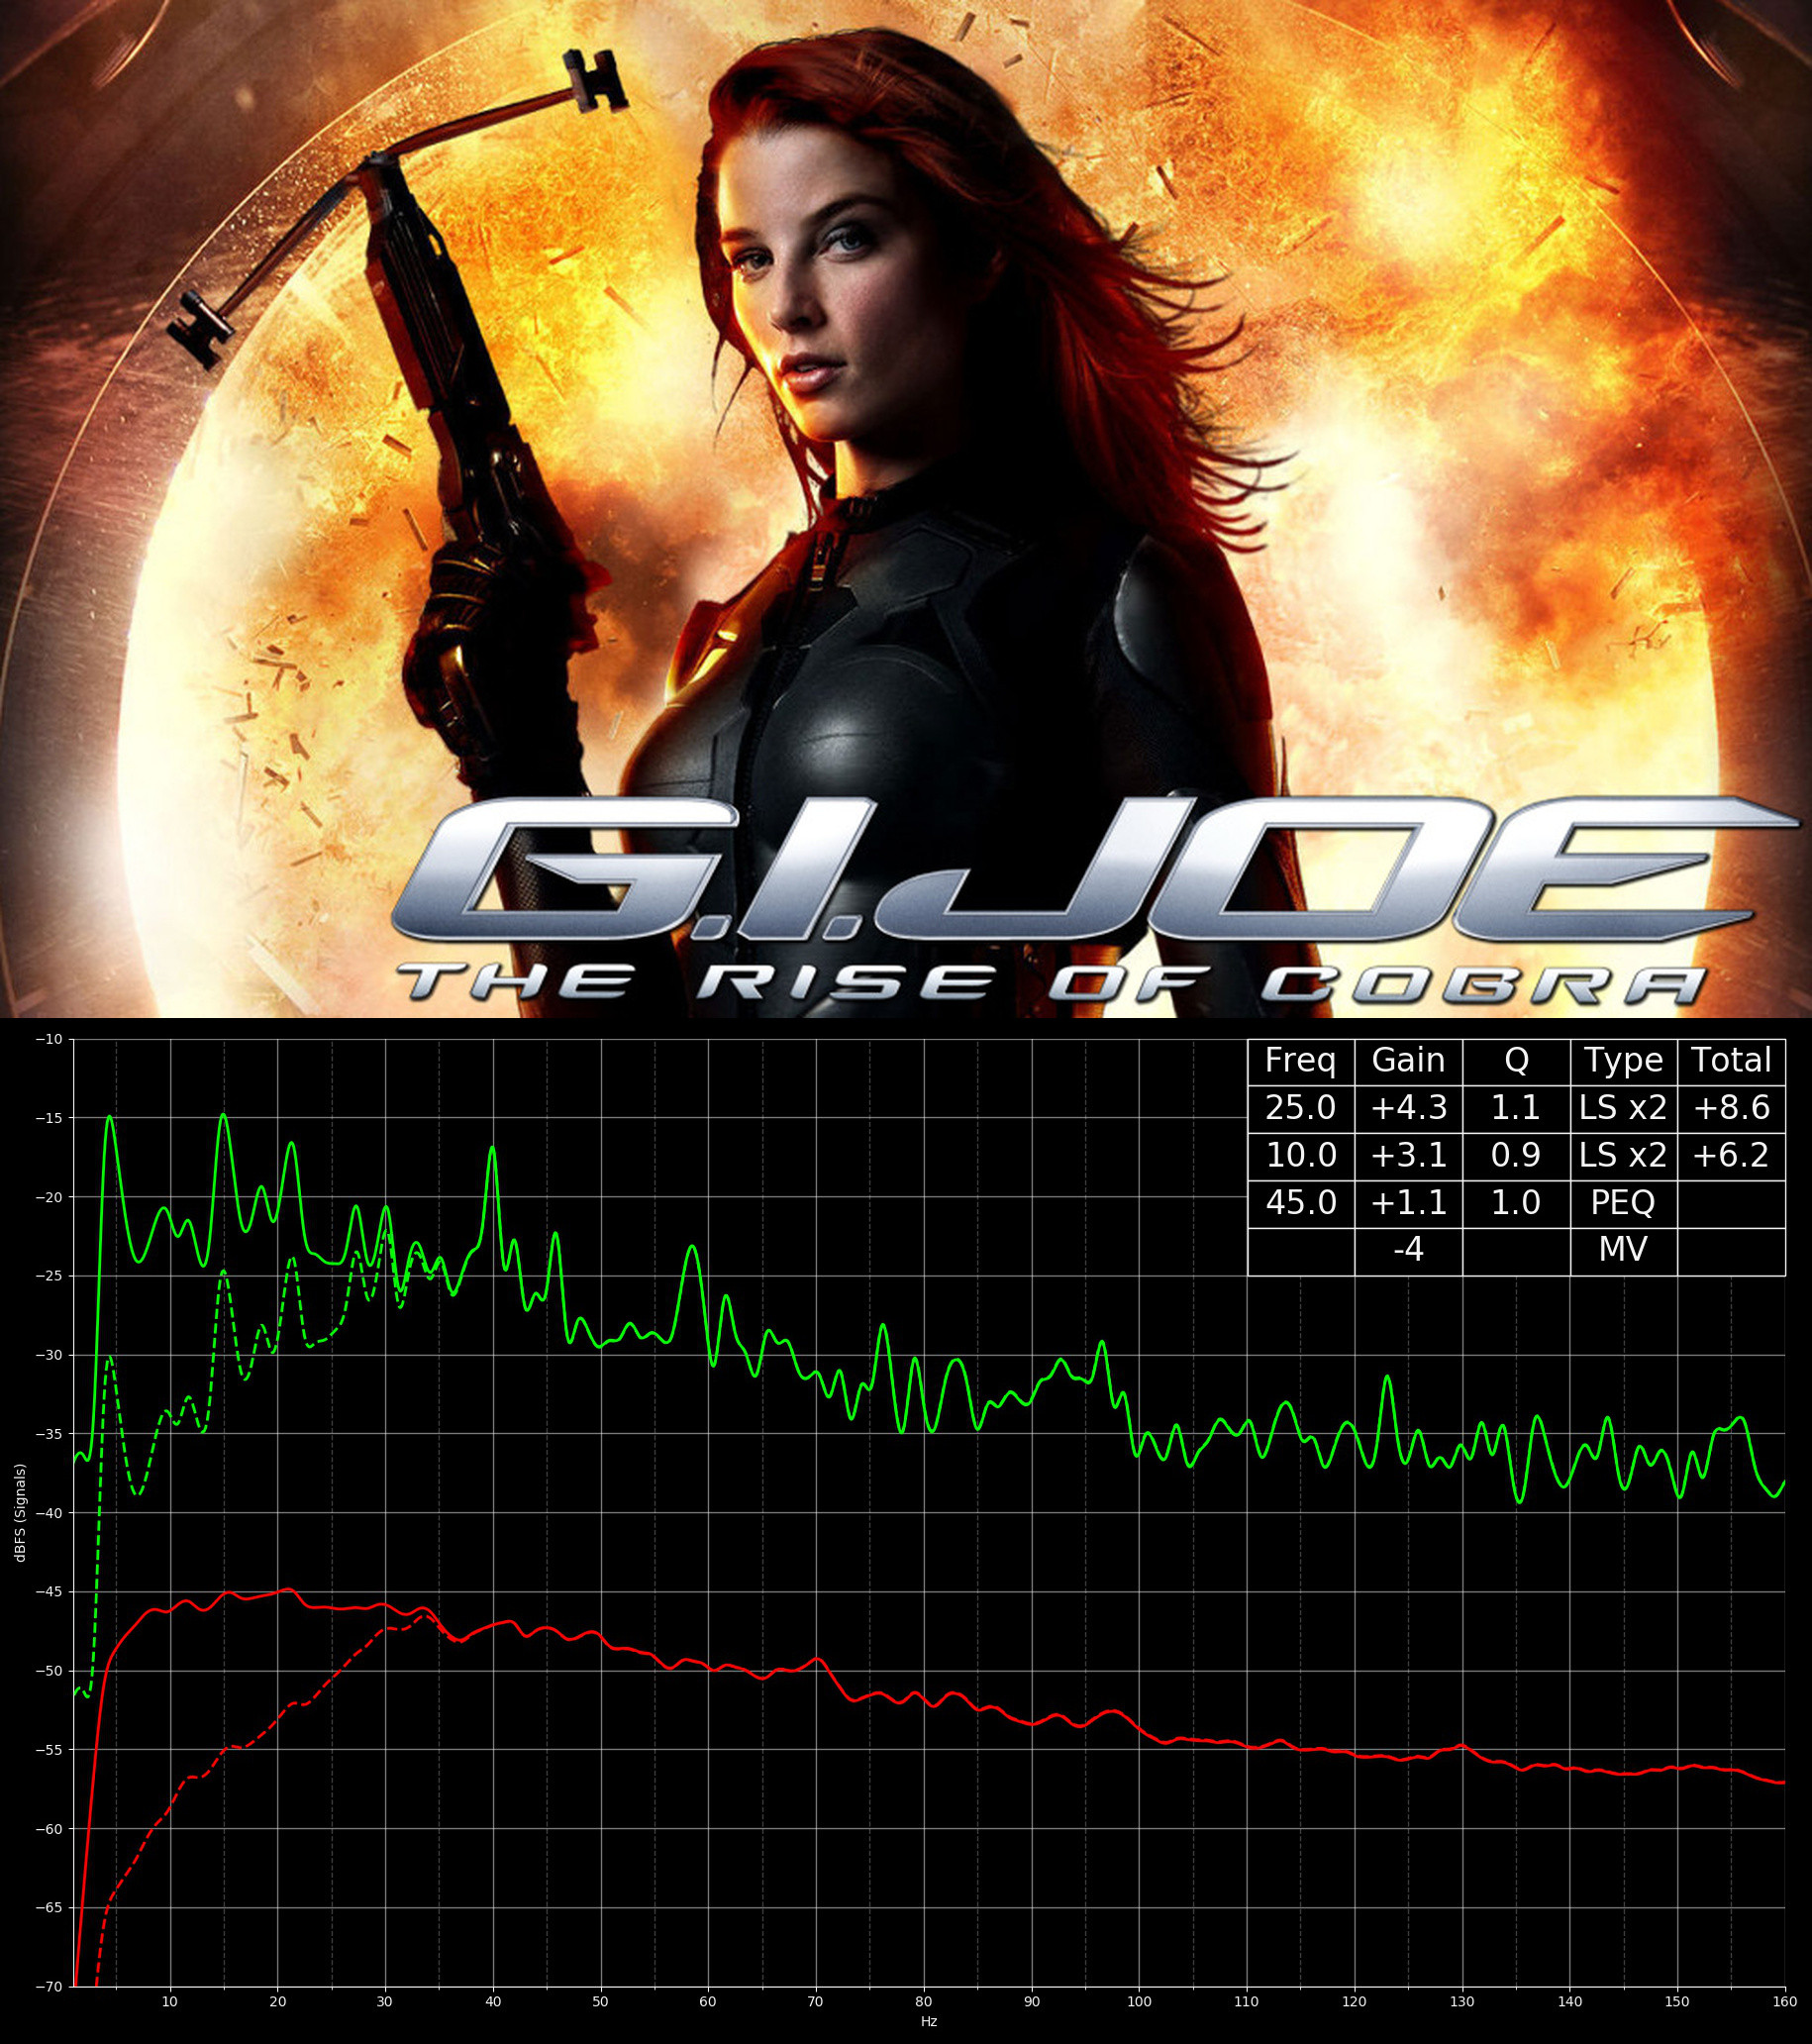 G.I.JOE
THE RISE OF COBRA
Freq Gain Q Type Total
25.0 +4.3 1.1 LS x2 +8.6
10.0 +3.1 0.9 LS x2 +6.2
45.0 +1.1 1.0 PEQ
-4 MV
−10
−15
−20
−25
−30
−35
−40
−45
−50
−55
−60
−65
−70
dBFS (Signals)
10 20 30 40 50 60 70 80 90 100 110 120 130 140 150 160
Hz